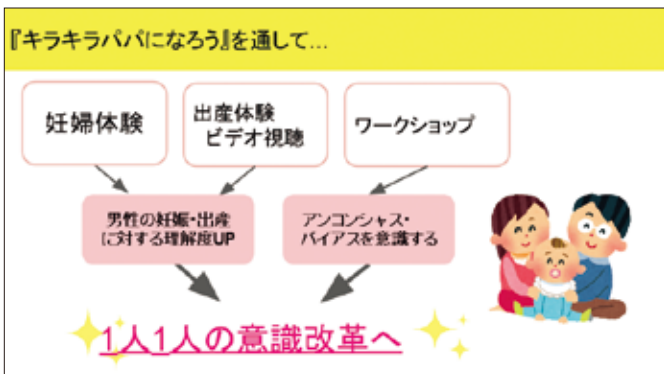 『キラキラパパになろう』を通して…
妊婦体験
出産体験
ビデオ視聴
ワークショップ
男性の妊娠・出産
に対する理解度UP
アンコンシャス・
バイアスを意識する
1人1人の意識改革へ